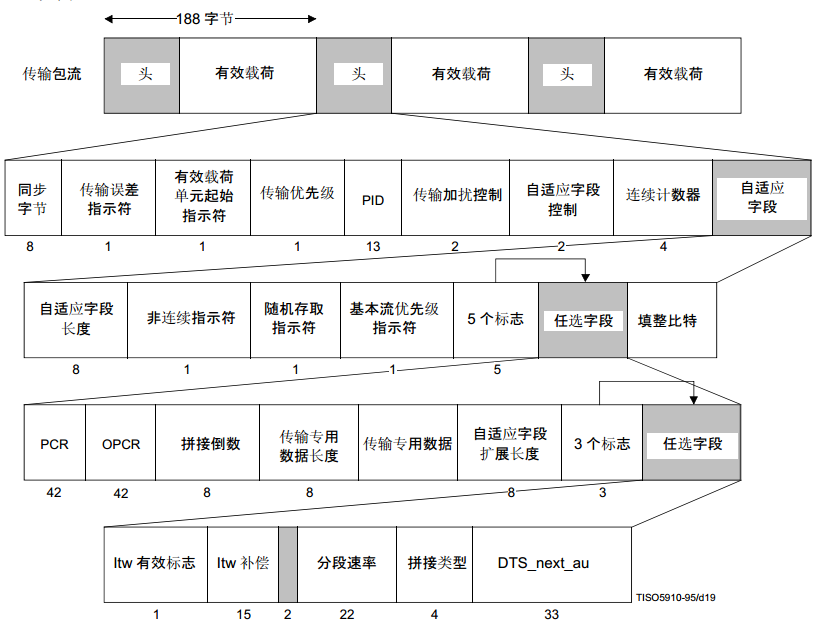 188 字节
传输包流
头
有效载荷
头
有效载荷
头
有效载荷
同步
字节
传输误差
指示符
有效载荷
单元起始
指示符
传输优先级
PID
传输加扰控制
自适应字段
控制
连续计数器
自适应
字段
8
1
1
1
13
2
2
4
自适应字段
长度
非连续指示符
随机存取
指示符
基本流优先级
指示符
5 个标志
任选字段
填整比特
8
1
1
1
5
PCR
OPCR
拼接倒数
传输专用
数据长度
传输专用数据
自适应字段
扩展长度
3 个标志
任选字段
42
42
8
8
8
3
ltw 有效标志
ltw 补偿
分段速率
拼接类型
DTS_next_au
TISO5910-95/d19
1
15
2
22
4
33